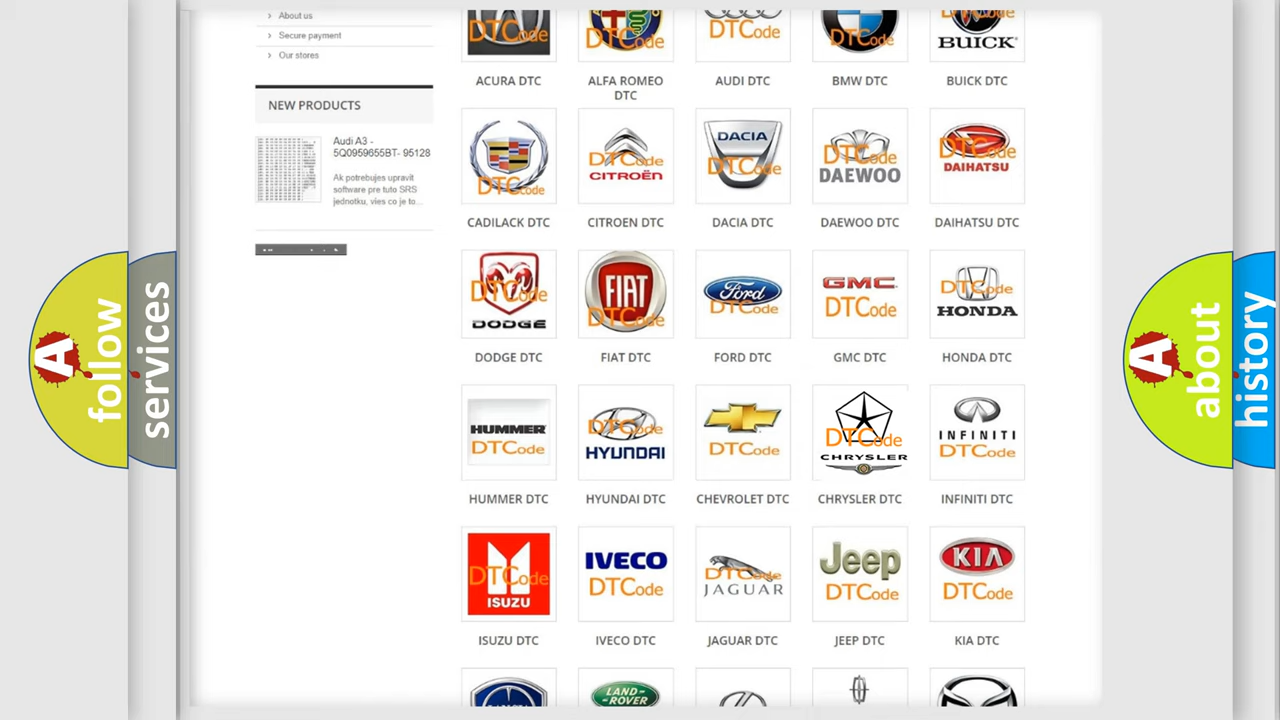 About us
Secure payment
Our stores
NEW PRODUCTS
Audi A3 -
5Q0959655BT- 95128
Ak potrebujes upravit
software pre tuto SRS
jednotku, vies co je to...
DTCode
DTCode
DTCode
DTCode
BUICK
ACURA DTC
ALFA ROMEO
DTC
AUDI DTC
BMW DTC
BUICK DTC
DTCode
DTCode
CITROËN
DACIA
DTCode
DTCode
DAEWOO
DTCode
DAIHATSU
CADILACK DTC
CITROEN DTC
DACIA DTC
DAEWOO DTC
DAIHATSU DTC
DTCode
DODGE
FIAT
DTCode
Ford
DTCode
GMC
DTCode
DTCode
HONDA
DODGE DTC
FIAT DTC
FORD DTC
GMC DTC
HONDA DTC
HUMMER
DTCode
DTCode
HYUNDAI
DTCode
DTCode
CHRYSLER
INFINITI
DTCode
HUMMER DTC
HYUNDAI DTC
CHEVROLET DTC
CHRYSLER DTC
INFINITI DTC
DTCode
ISUZU
IVECO
DTCode
DTCode
JAGUAR
Jeep
DTCode
KIA
DTCode
ISUZU DTC
IVECO DTC
JAGUAR DTC
JEEP DTC
KIA DTC
LAND-
ROVER
A
follow
services
A
about
history